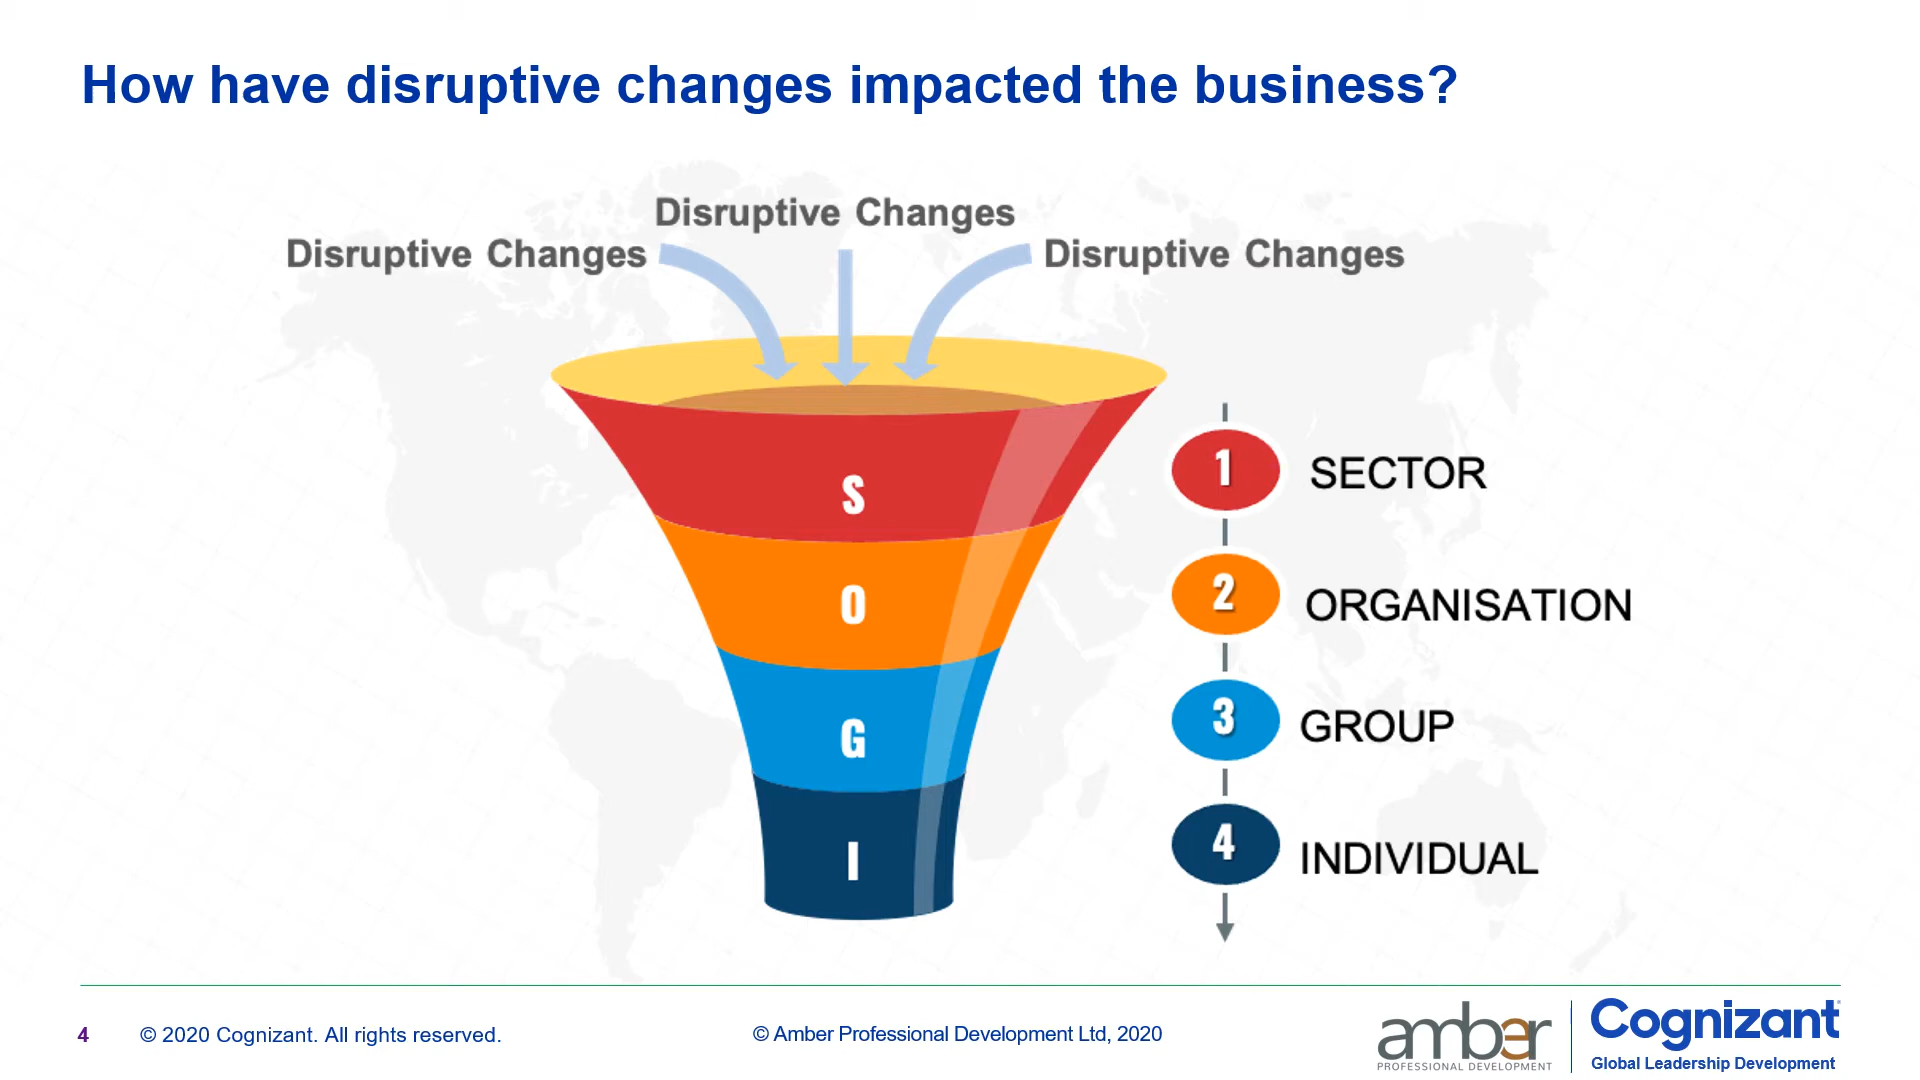 How have disruptive changes impacted the business?
Disruptive Changes
Disruptive Changes
Disruptive Changes
S
O
G
I
1 SECTOR
2 ORGANISATION
3 GROUP
4 INDIVIDUAL
4 © 2020 Cognizant. All rights reserved.
© Amber Professional Development Ltd, 2020
amber
PROFESSIONAL DEVELOPMENT
Cognizant
Global Leadership Development